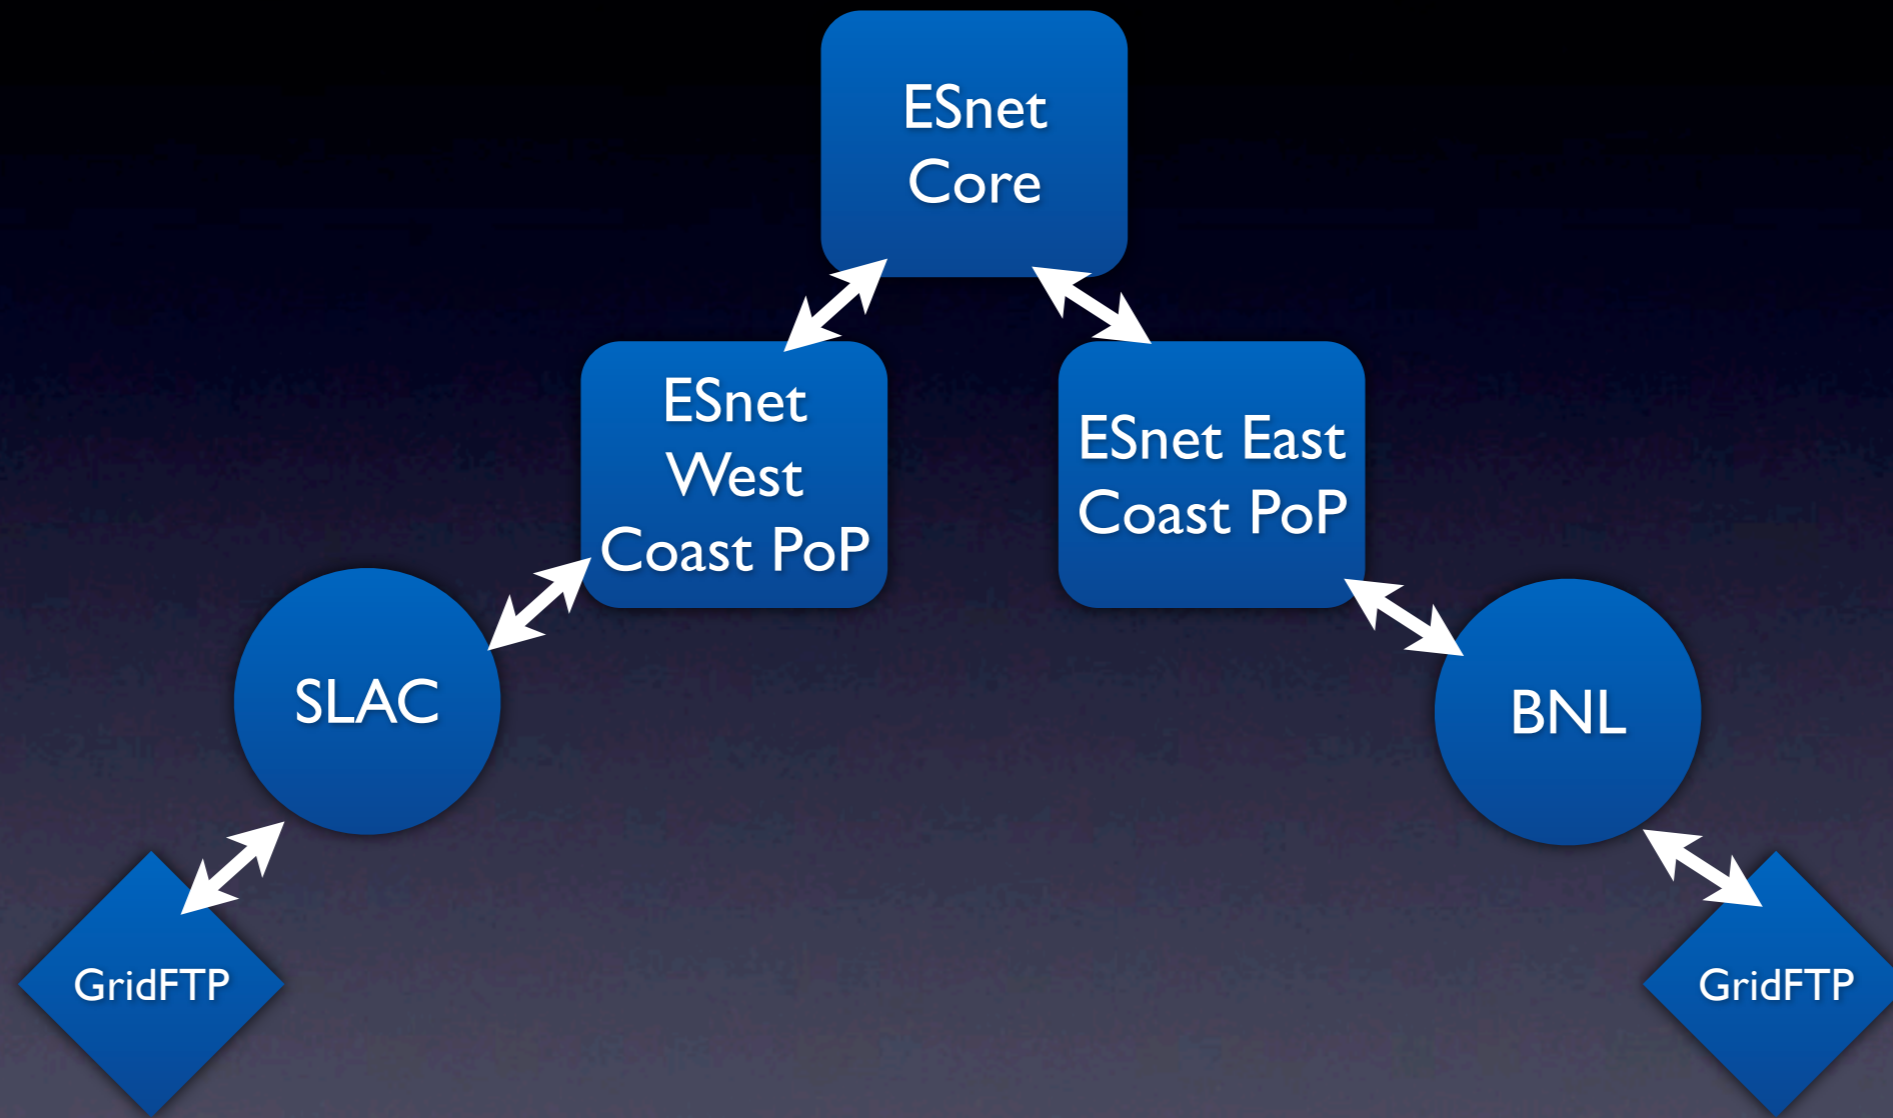 ESnet
Core
ESnet
West
Coast PoP
ESnet East
Coast PoP
SLAC
BNL
GridFTP
GridFTP